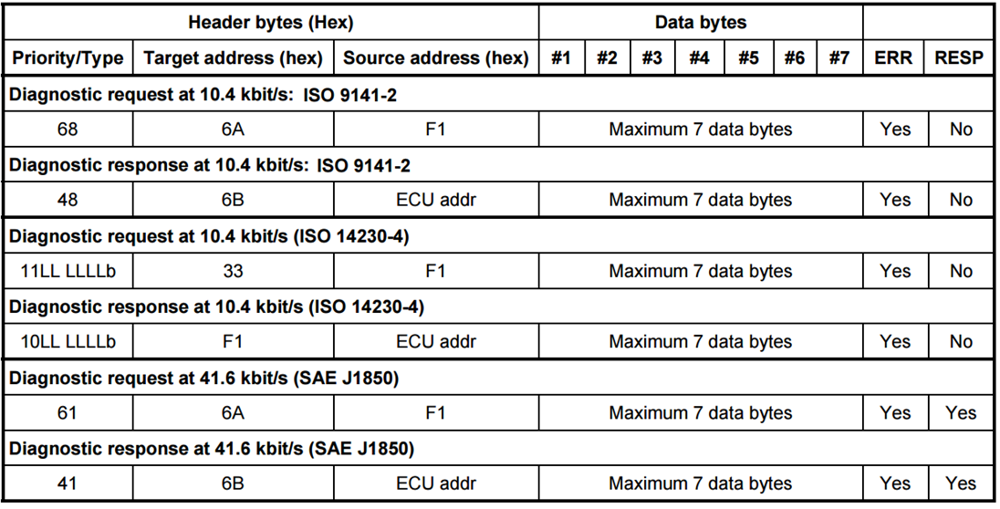 Header bytes (Hex) Data bytes
Priority/Type Target address (hex) Source address (hex) #1 #2 #3 #4 #5 #6 #7 ERR RESP
Diagnostic request at 10.4 kbit/s: ISO 9141-2
68 6A F1 Maximum 7 data bytes Yes No
Diagnostic response at 10.4 kbit/s: ISO 9141-2
48 6B ECU addr Maximum 7 data bytes Yes No
Diagnostic request at 10.4 kbit/s (ISO 14230-4)
11LL LLLLb 33 F1 Maximum 7 data bytes Yes No
Diagnostic response at 10.4 kbit/s (ISO 14230-4)
10LL LLLLb F1 ECU addr Maximum 7 data bytes Yes No
Diagnostic request at 41.6 kbit/s (SAE J1850)
61 6A F1 Maximum 7 data bytes Yes Yes
Diagnostic response at 41.6 kbit/s (SAE J1850)
41 6B ECU addr Maximum 7 data bytes Yes Yes